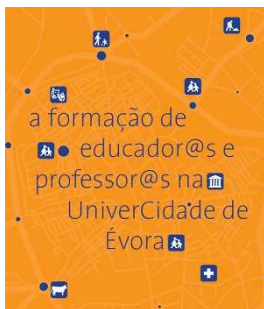 a formação de
educador@s e
professor@s na
UniverCidade de
Évora